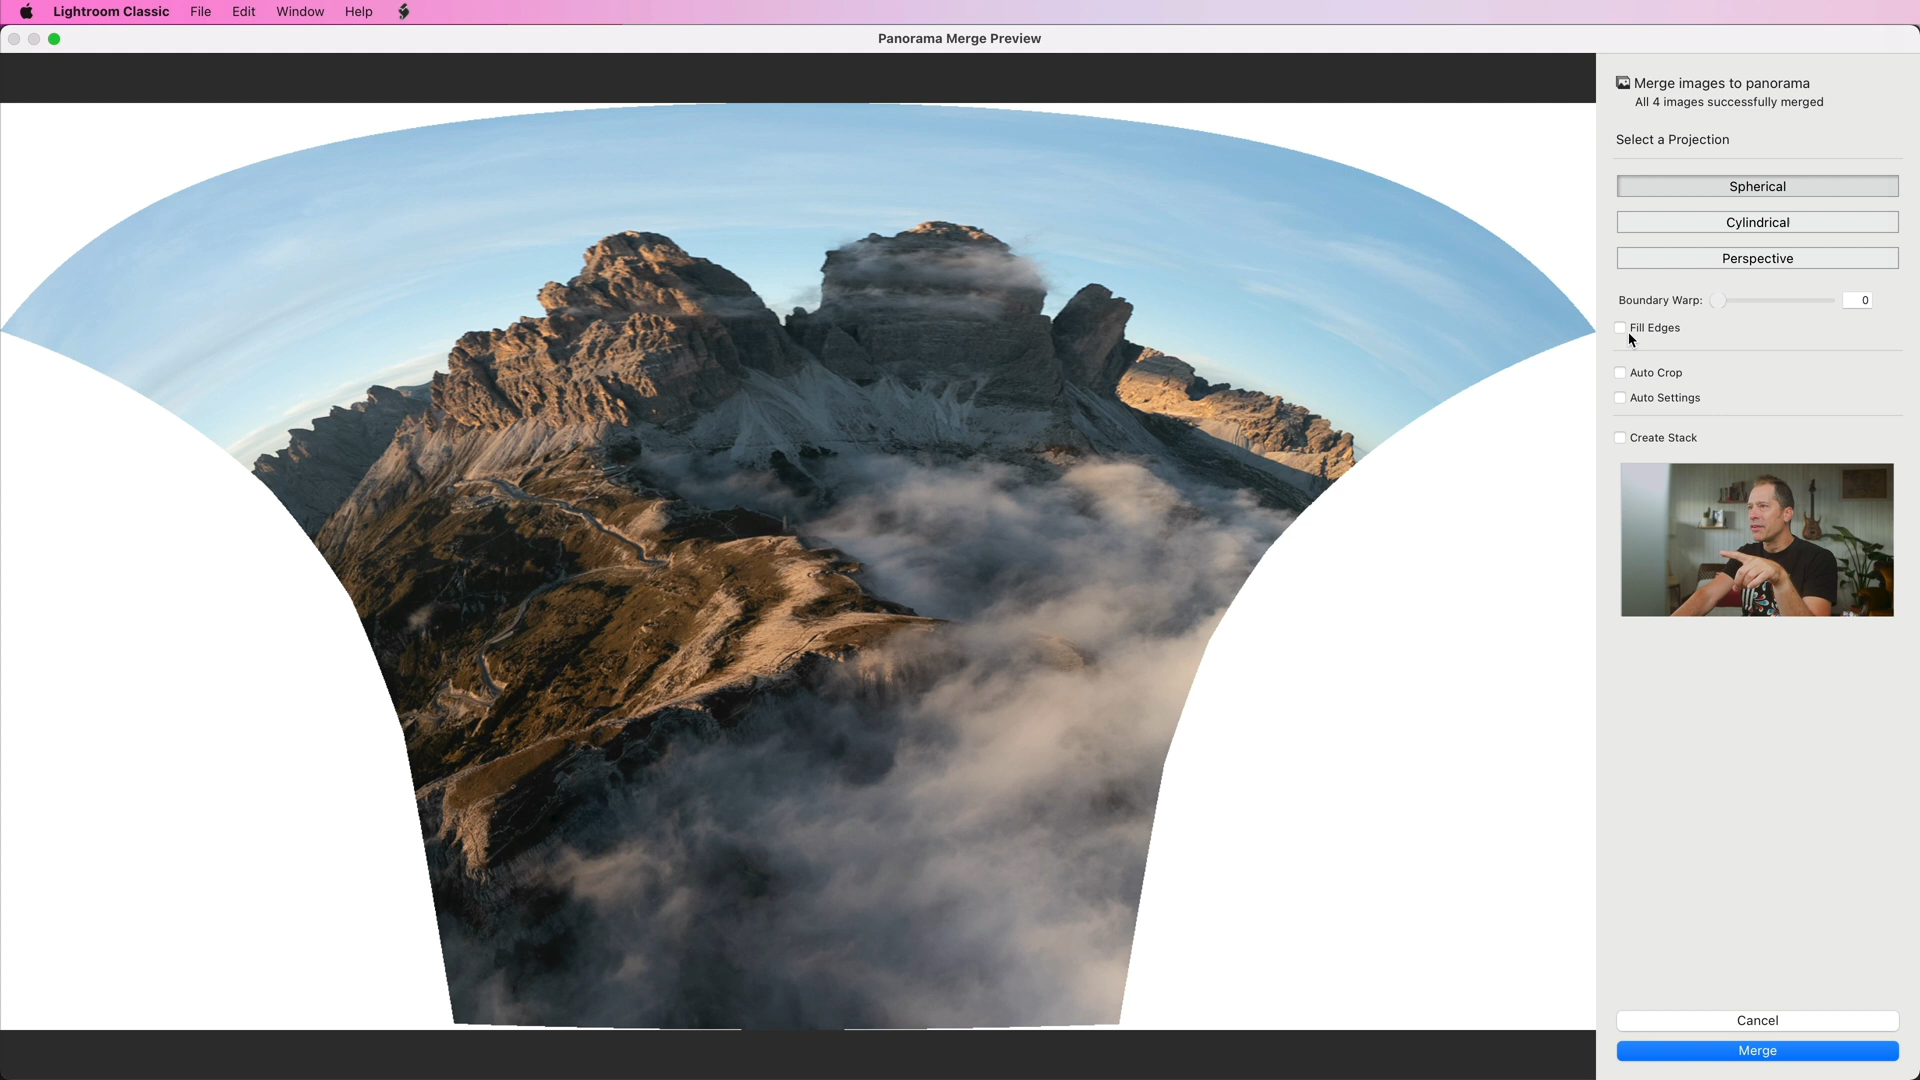 Lightroom Classic File Edit Window Help
Panorama Merge Preview
Merge images to panorama
All 4 images successfully merged
Select a Projection
Spherical
Cylindrical
Perspective
Boundary Warp: 0
Fill Edges
Auto Crop
Auto Settings
Create Stack
Cancel
Merge